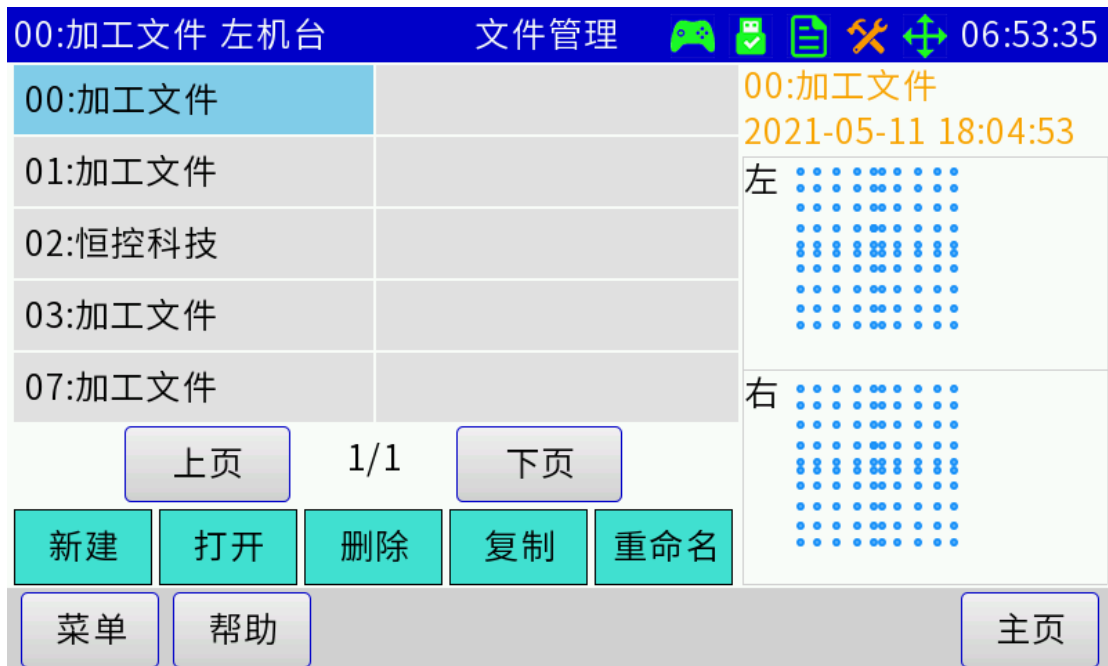 00:加工文件 左机台 文件管理 06:53:35
00:加工文件
01:加工文件
02:恒控科技
03:加工文件
07:加工文件
00:加工文件
2021-05-11 18:04:53
左
右
上页 1/1 下页
新建 打开 删除 复制 重命名
菜单 帮助 主页